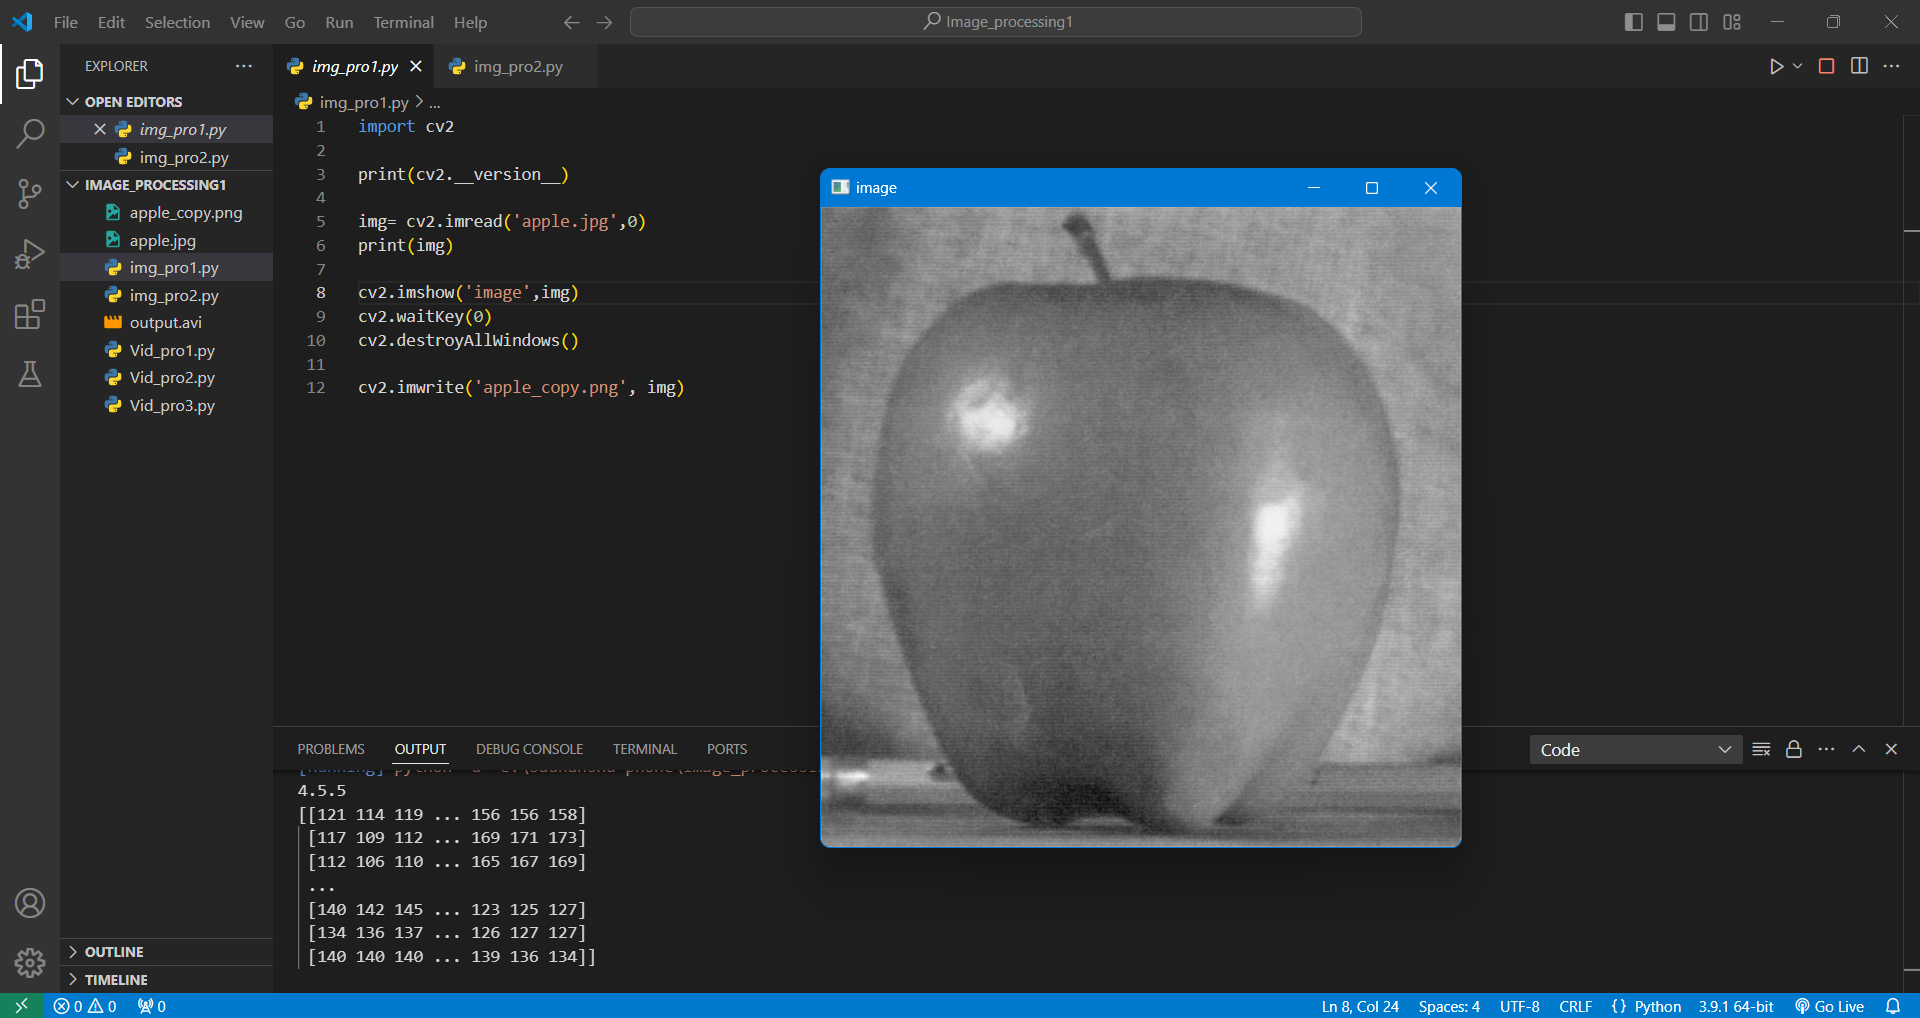 File Edit Selection View Go Run Terminal Help
Image_processing1
EXPLORER
OPEN EDITORS
img_pro1.py
img_pro2.py
IMAGE_PROCESSING1
apple_copy.png
apple.jpg
img_pro1.py
img_pro2.py
output.avi
Vid_pro1.py
Vid_pro2.py
Vid_pro3.py
OUTLINE
TIMELINE
img_pro1.py img_pro2.py
img_pro1.py > ...
1 import cv2
2
3 print(cv2.__version__)
4
5 img= cv2.imread('apple.jpg',0)
6 print(img)
7
8 cv2.imshow('image',img)
9 cv2.waitKey(0)
10 cv2.destroyAllWindows()
11
12 cv2.imwrite('apple_copy.png', img)
image
PROBLEMS OUTPUT DEBUG CONSOLE TERMINAL PORTS
Code
[Running] python
4.5.5
[[121 114 119 ... 156 156 158]
[117 109 112 ... 169 171 173]
[112 106 110 ... 165 167 169]
...
[140 142 145 ... 123 125 127]
[134 136 137 ... 126 127 127]
[140 140 140 ... 139 136 134]]
0 0 0
Ln 8, Col 24 Spaces: 4 UTF-8 CRLF {} Python 3.9.1 64-bit Go Live